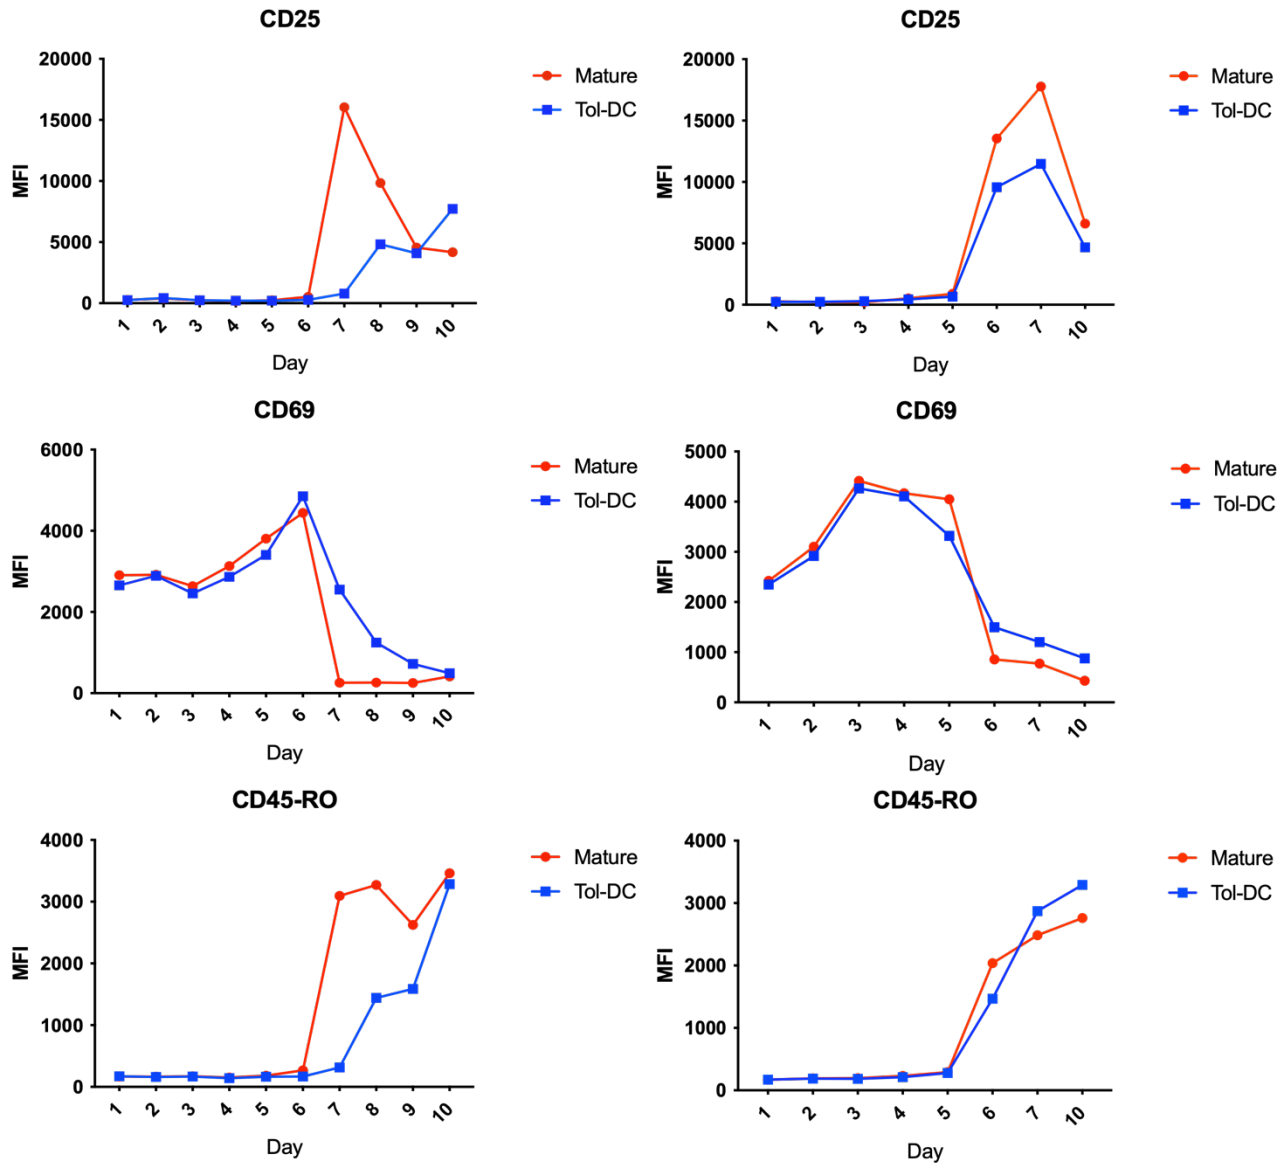 CD25
20000
15000
10000
5000
0
MFI
1 2 3 4 5 6 7 8 9 10
Day
Mature
Tol-DC
CD25
20000
15000
10000
5000
0
MFI
1 2 3 4 5 6 7 10
Day
Mature
Tol-DC
CD69
6000
4000
2000
0
MFI
1 2 3 4 5 6 7 8 9 10
Day
Mature
Tol-DC
CD69
5000
4000
3000
2000
1000
0
MFI
1 2 3 4 5 6 7 10
Day
Mature
Tol-DC
CD45-RO
4000
3000
2000
1000
0
MFI
1 2 3 4 5 6 7 8 9 10
Day
Mature
Tol-DC
CD45-RO
4000
3000
2000
1000
0
MFI
1 2 3 4 5 6 7 10
Day
Mature
Tol-DC